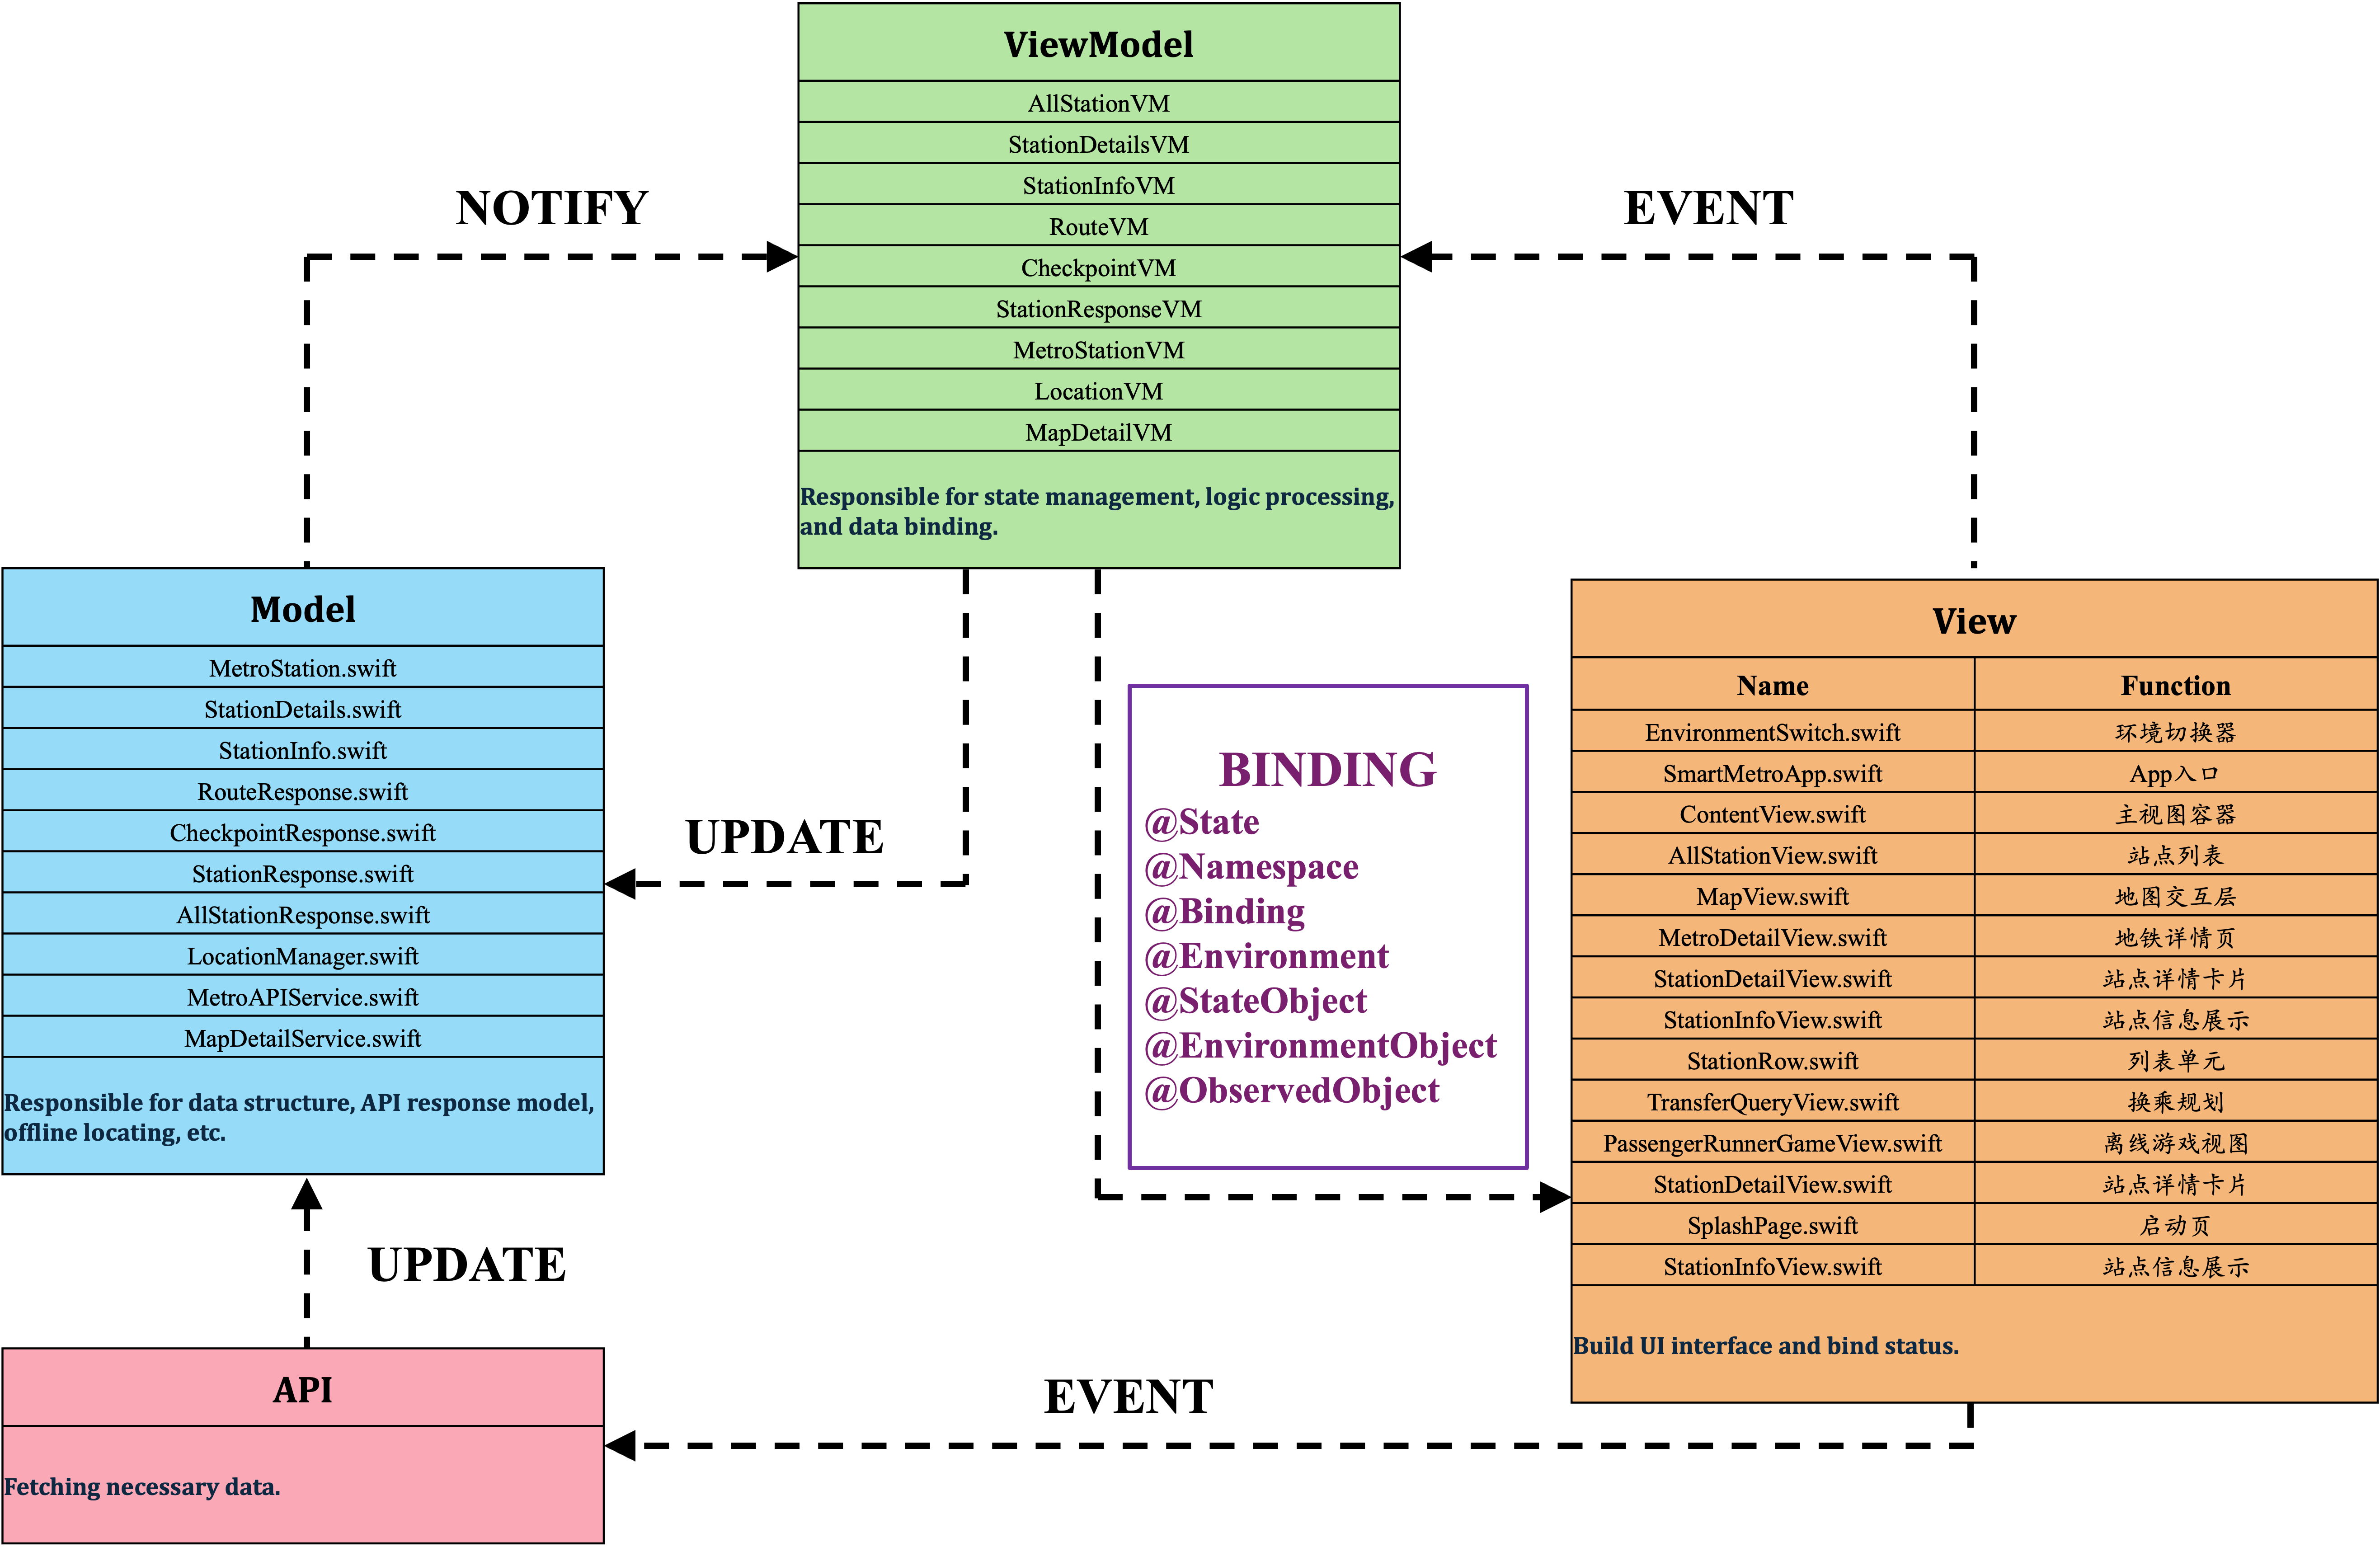 ViewModel
AllStationVM
StationDetailsVM
StationInfoVM
RouteVM
CheckpointVM
StationResponseVM
MetroStationVM
LocationVM
MapDetailVM
Responsible for state management, logic processing,
and data binding.
NOTIFY
EVENT
Model
MetroStation.swift
StationDetails.swift
StationInfo.swift
RouteResponse.swift
CheckpointResponse.swift
StationResponse.swift
AllStationResponse.swift
LocationManager.swift
MetroAPIService.swift
MapDetailService.swift
Responsible for data structure, API response model,
offline locating, etc.
UPDATE
BINDING
@State
@Namespace
@Binding
@Environment
@StateObject
@EnvironmentObject
@ObservedObject
View
Name Function
EnvironmentSwitch.swift 环境切换器
SmartMetroApp.swift App入口
ContentView.swift 主视图容器
AllStationView.swift 站点列表
MapView.swift 地图交互层
MetroDetailView.swift 地铁详情页
StationDetailView.swift 站点详情卡片
StationInfoView.swift 站点信息展示
StationRow.swift 列表单元
TransferQueryView.swift 换乘规划
PassengerRunnerGameView.swift 离线游戏视图
StationDetailView.swift 站点详情卡片
SplashPage.swift 启动页
StationInfoView.swift 站点信息展示
Build UI interface and bind status.
UPDATE
API
Fetching necessary data.
EVENT